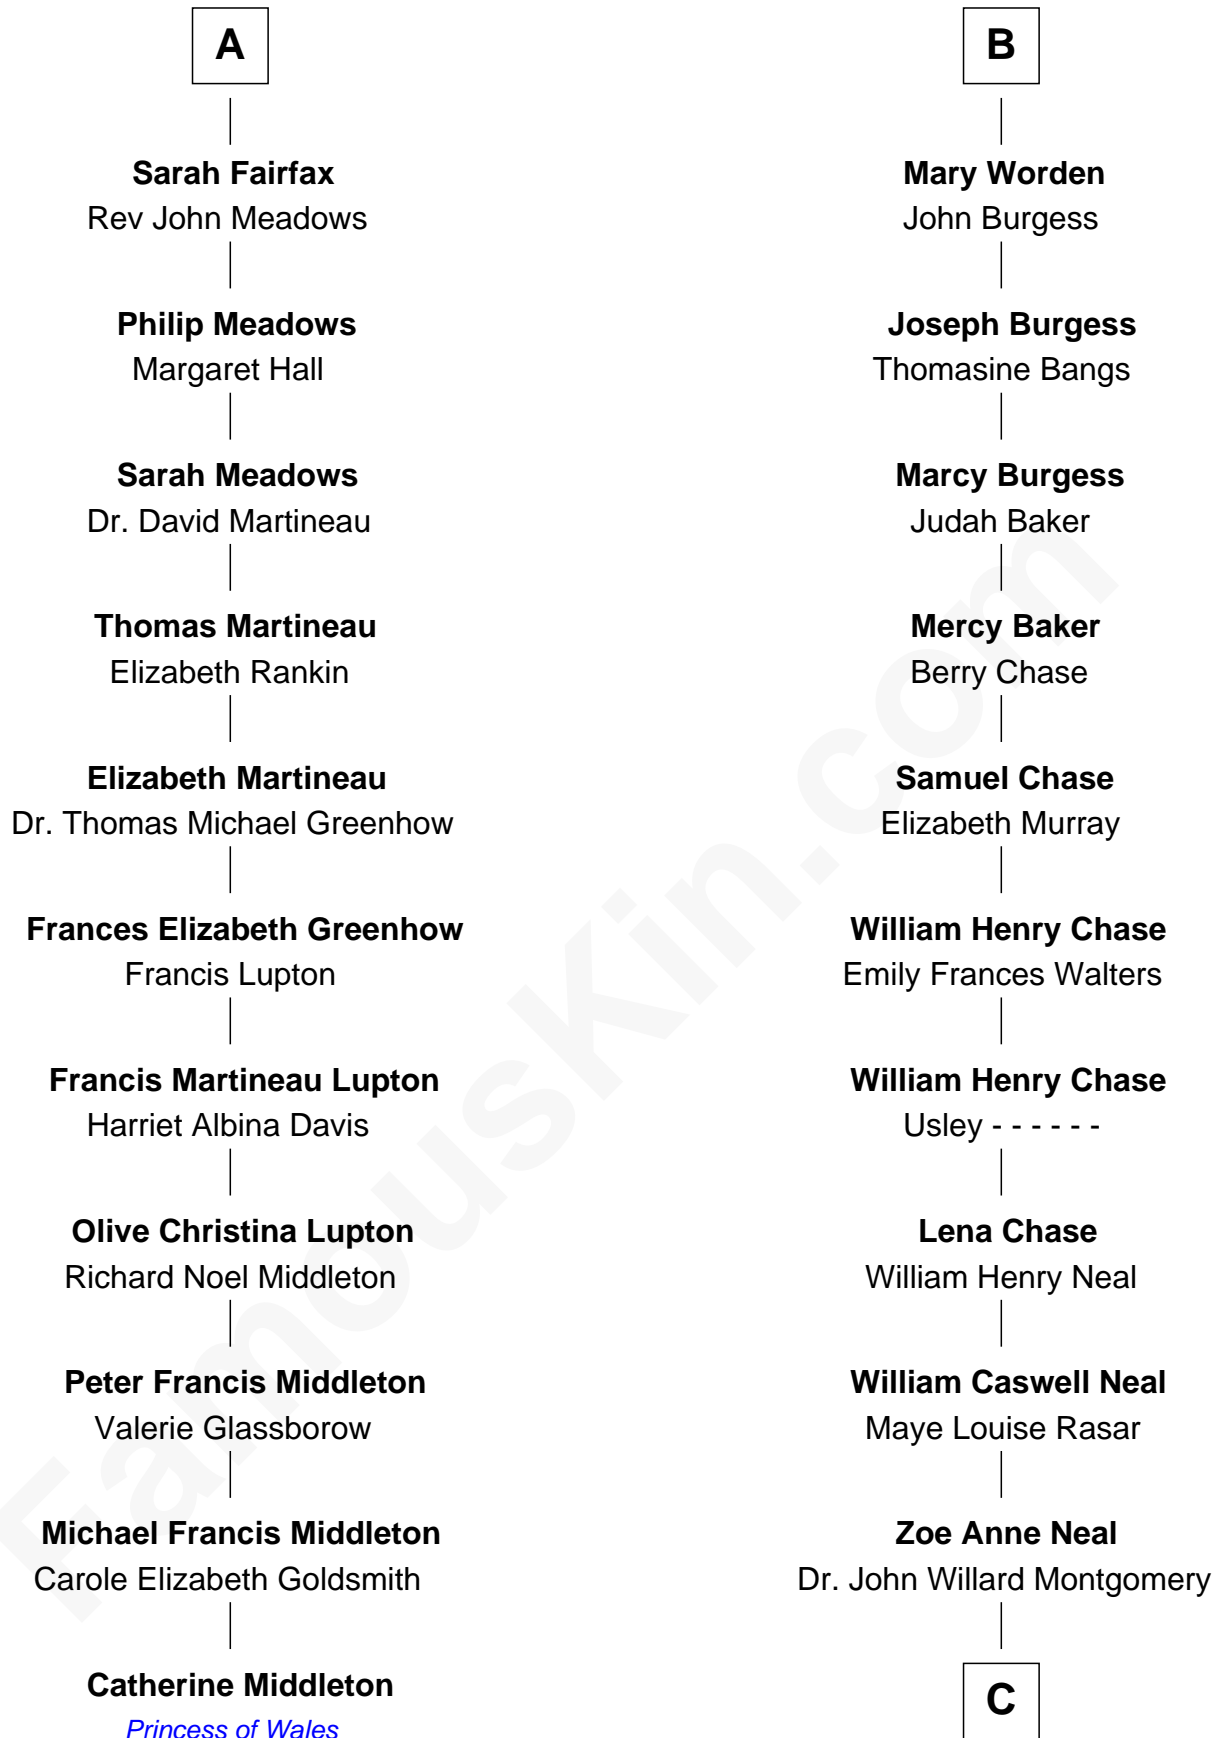 A
Sarah Fairfax
Rev John Meadows
Philip Meadows
Margaret Hall
Sarah Meadows
Dr. David Martineau
Thomas Martineau
Elizabeth Rankin
Elizabeth Martineau
Dr. Thomas Michael Greenhow
Frances Elizabeth Greenhow
Francis Lupton
Francis Martineau Lupton
Harriet Albina Davis
Olive Christina Lupton
Richard Noel Middleton
Peter Francis Middleton
Valerie Glassborow
Michael Francis Middleton
Carole Elizabeth Goldsmith
Catherine Middleton
Princess of Wales
B
Mary Worden
John Burgess
Joseph Burgess
Thomasine Bangs
Marcy Burgess
Judah Baker
Mercy Baker
Berry Chase
Samuel Chase
Elizabeth Murray
William Henry Chase
Emily Frances Walters
William Henry Chase
Usley - - - - - -
Lena Chase
William Henry Neal
William Caswell Neal
Maye Louise Rasar
Zoe Anne Neal
Dr. John Willard Montgomery
C
FamousKin.com